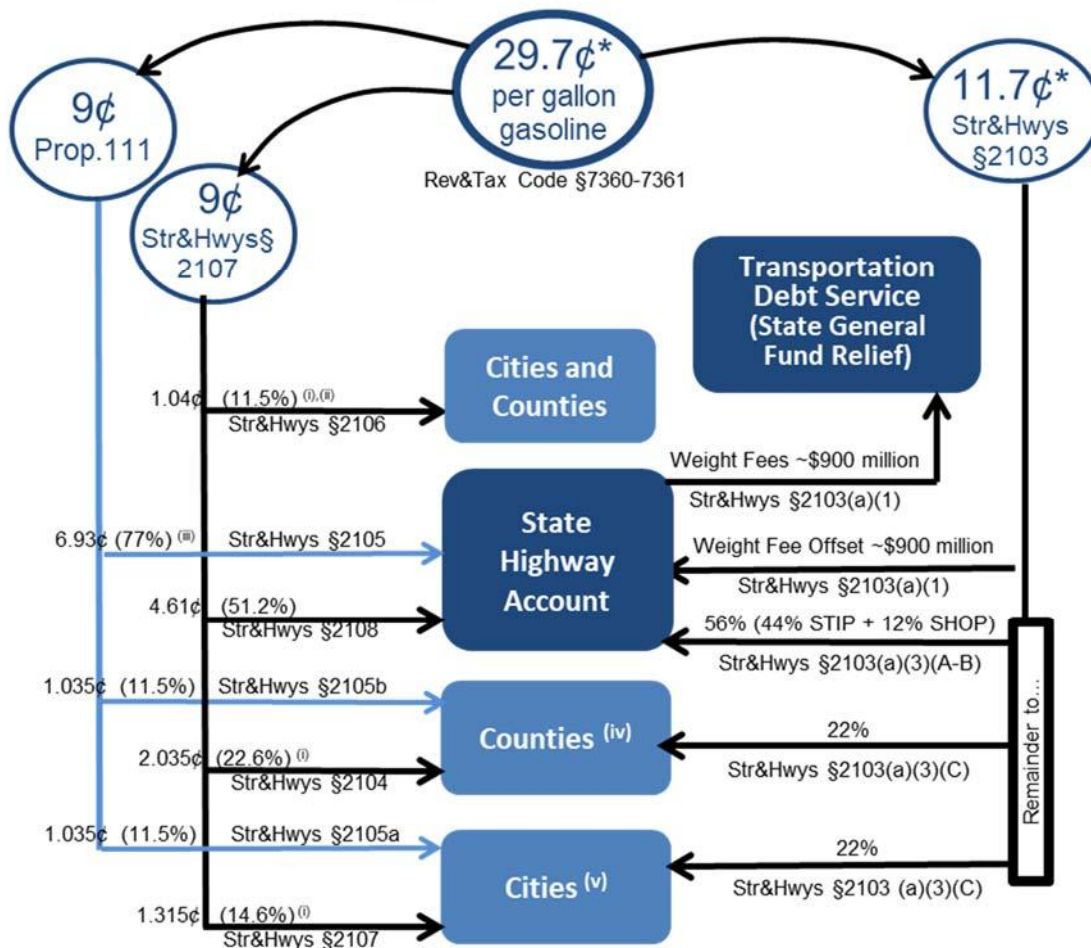 29.7¢*
per gallon
gasoline
Rev&Tax Code §7360-7361
9¢
Prop.111
9¢
Str&Hwys§
2107
11.7¢*
Str&Hwys
§2103
Transportation
Debt Service
(State General
Fund Relief)
1.04¢ (11.5%) (i),(ii)
Str&Hwys §2106
Cities and
Counties
Weight Fees ~$900 million
Str&Hwys §2103(a)(1)
6.93¢ (77%) (iii) Str&Hwys §2105
State
Highway
Account
Weight Fee Offset ~$900 million
Str&Hwys §2103(a)(1)
4.61¢ (51.2%)
Str&Hwys §2108
56% (44% STIP + 12% SHOP)
Str&Hwys §2103(a)(3)(A-B)
1.035¢ (11.5%) Str&Hwys §2105b
Counties (iv)
22%
Str&Hwys §2103(a)(3)(C)
2.035¢ (22.6%) (i)
Str&Hwys §2104
Remainder to...
1.035¢ (11.5%) Str&Hwys §2105a
Cities (v)
22%
Str&Hwys §2103 (a)(3)(C)
1.315¢ (14.6%) (i)
Str&Hwys §2107